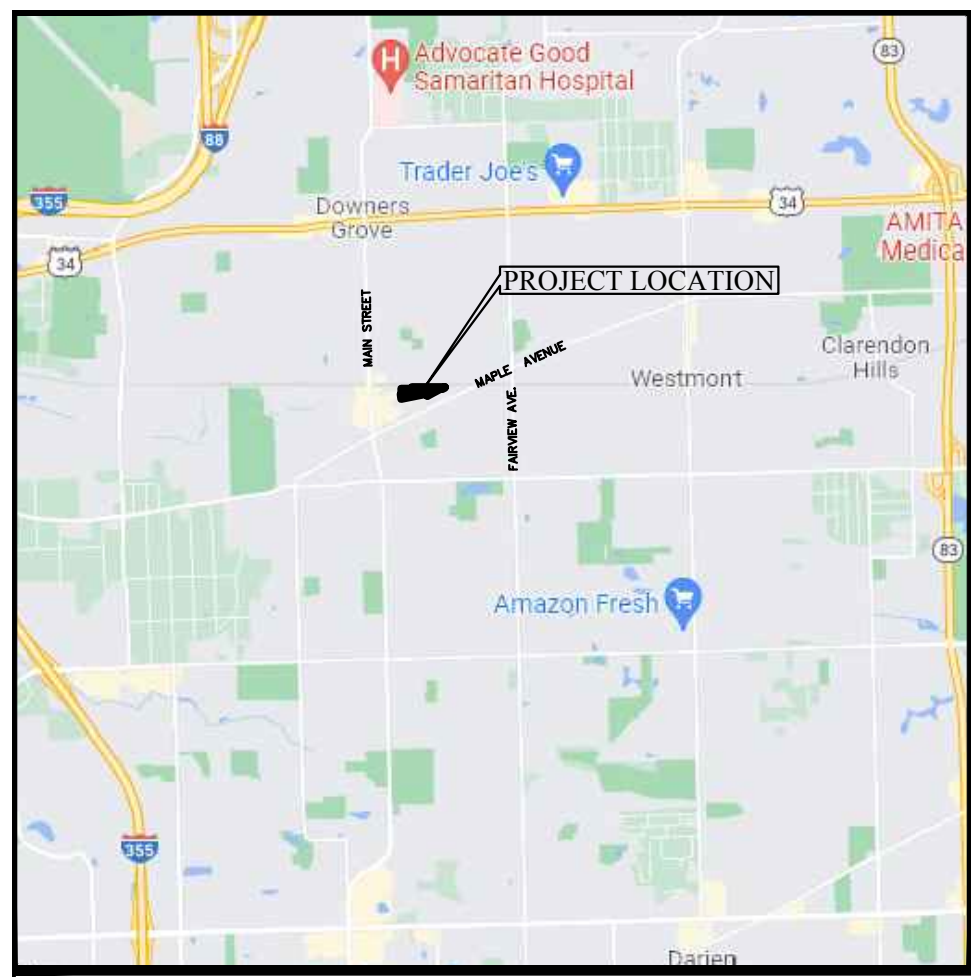 Advocate Good
Samaritan Hospital
83
88
Trader Joe's
355
Downers
Grove
34
34
AMITA
Medica
PROJECT LOCATION
MAIN STREET
MAPLE AVENUE
Clarendon
Hills
Westmont
FAIRVIEW AVE.
83
Amazon Fresh
355
Darien